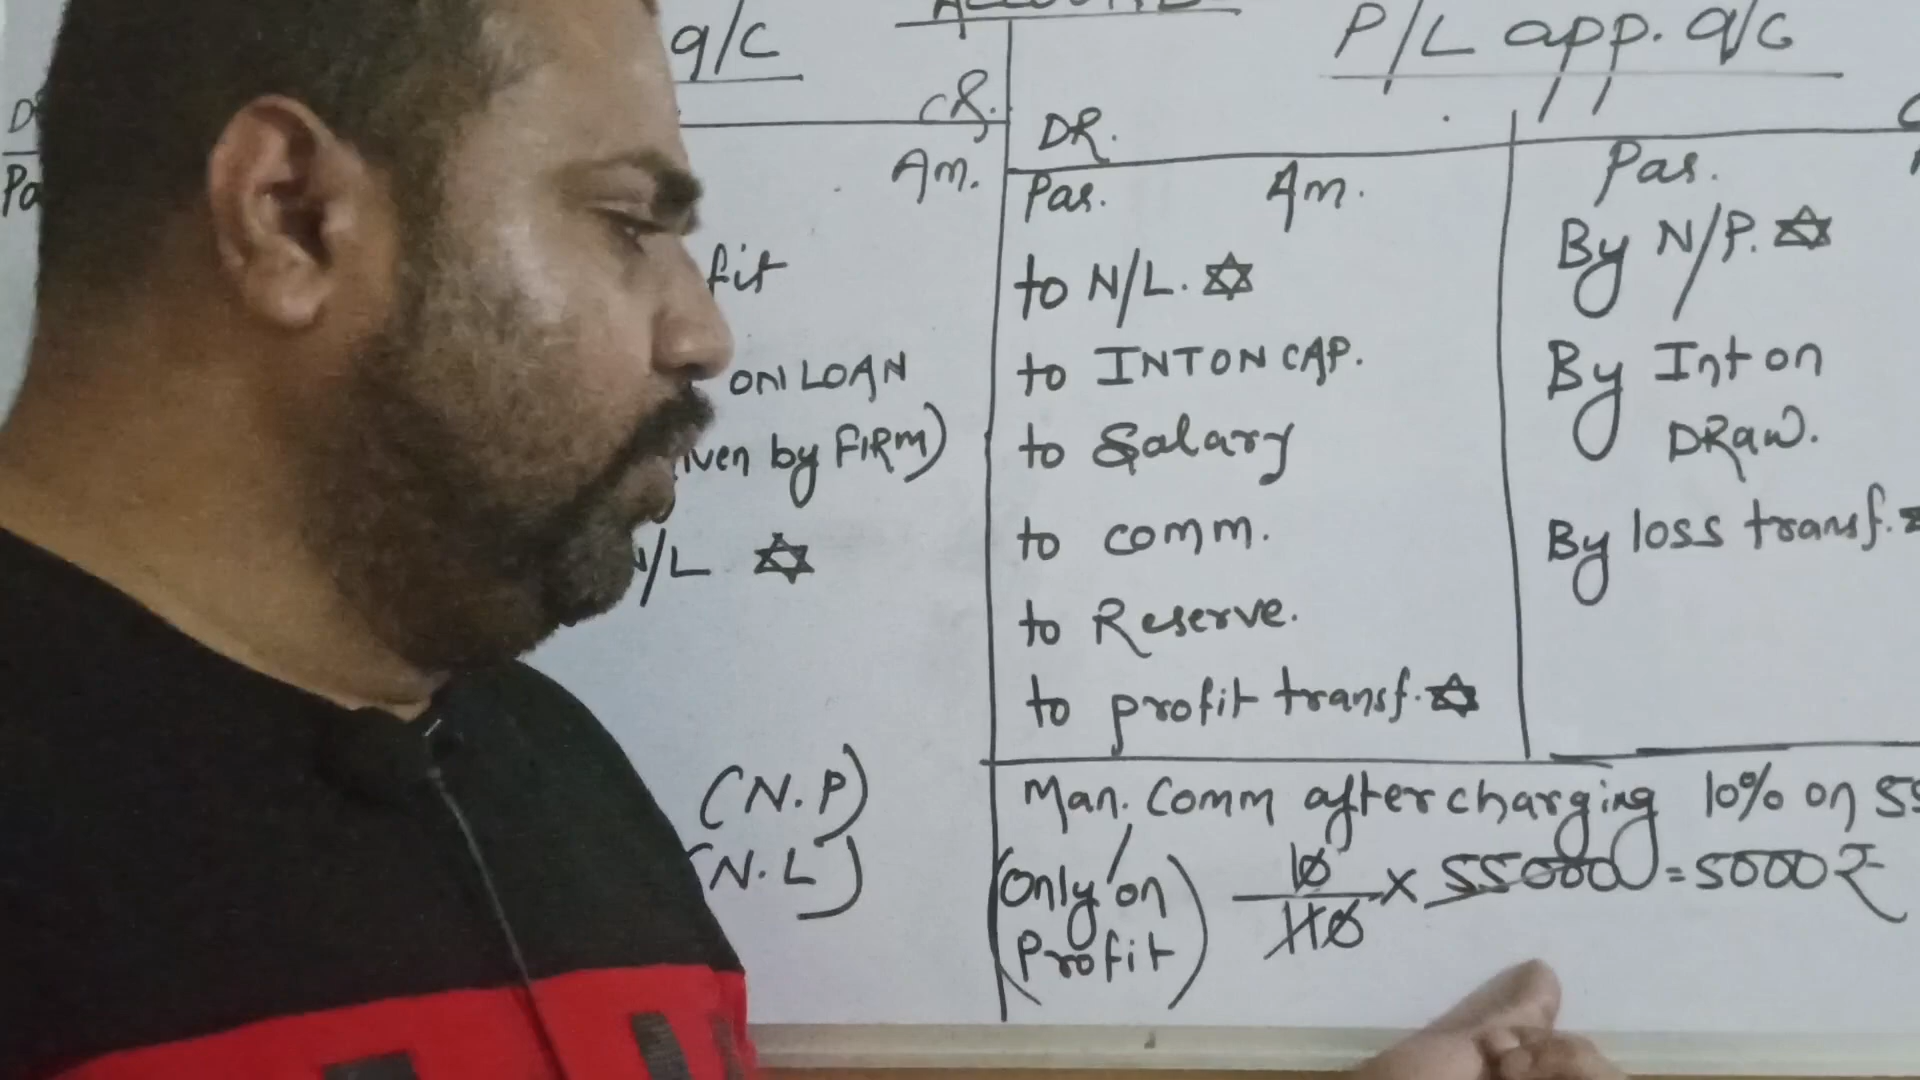 a/c
P/L app. a/c
CR.
DR.
Am.
Par.
Am.
Par.
fit
to N/L. ✡
By N/P. ✡
ON LOAN
to INT ON CAP.
By Int on
DRaw.
iven by FIRM)
to Salary
N/L ✡
to comm.
By loss transf.
to Reserve.
to profit transf. ✡
(N.P)
(N.L)
Man. Comm after charging 10% on
(Only on
Profit)
10/110 × 55000 = 5000₹